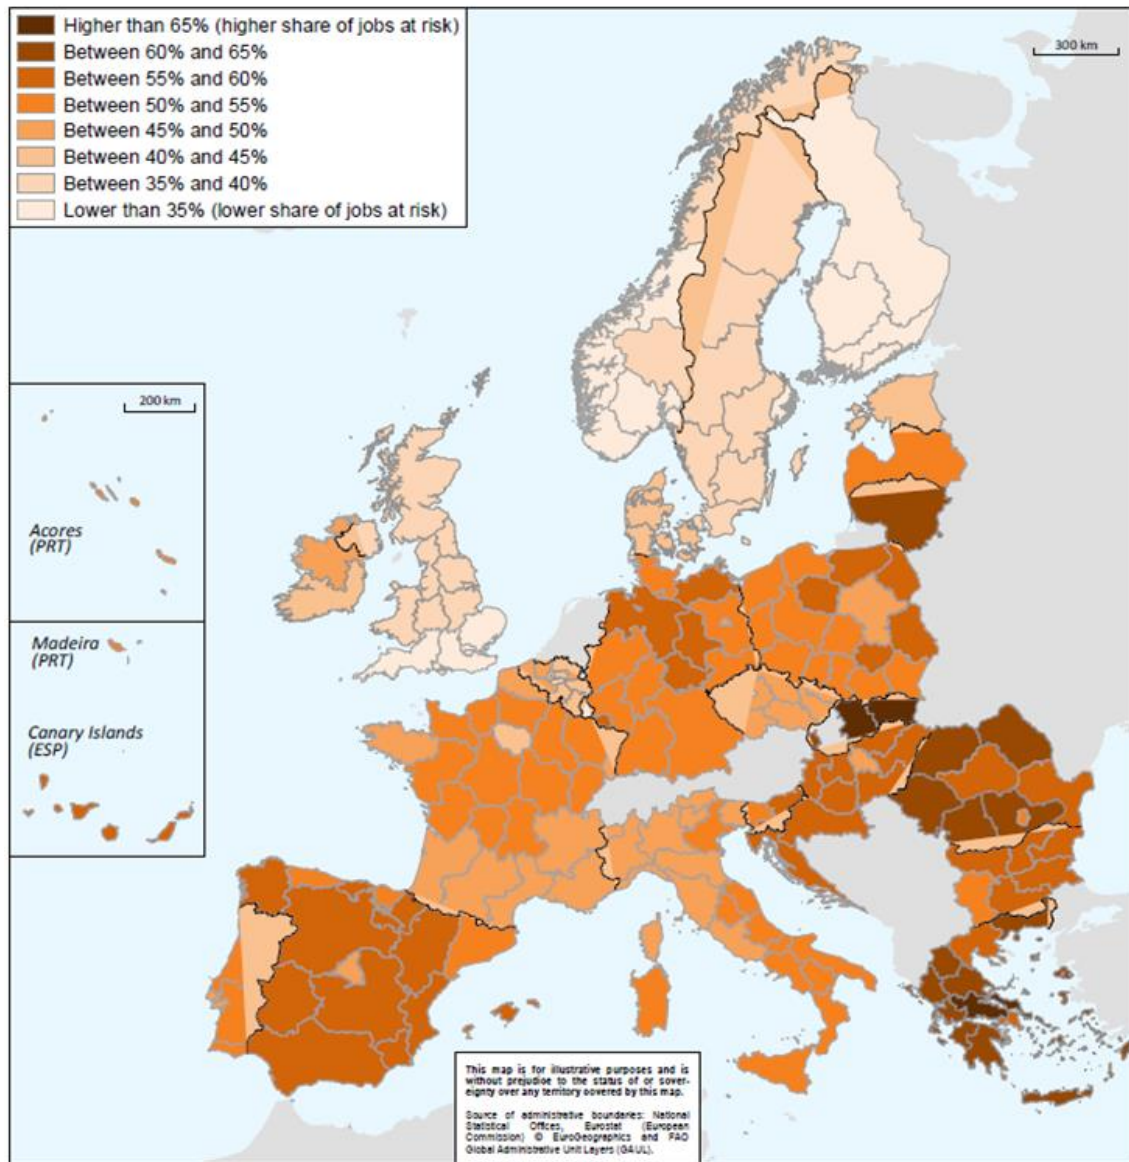 Higher than 65% (higher share of jobs at risk)
Between 60% and 65%
Between 55% and 60%
Between 50% and 55%
Between 45% and 50%
Between 40% and 45%
Between 35% and 40%
Lower than 35% (lower share of jobs at risk)
300 km
200 km
Acores
(PRT)
Madeira
(PRT)
Canary Islands
(ESP)
This map is for illustrative purposes and is
without prejudice to the status of or sover-
eignty over any territory covered by this map.
Source of administrative boundaries: National
Statistical Offices, Eurostat (European
Commission) © EuroGeographics and FAO
Global Administrative Unit Layers (GAUL).